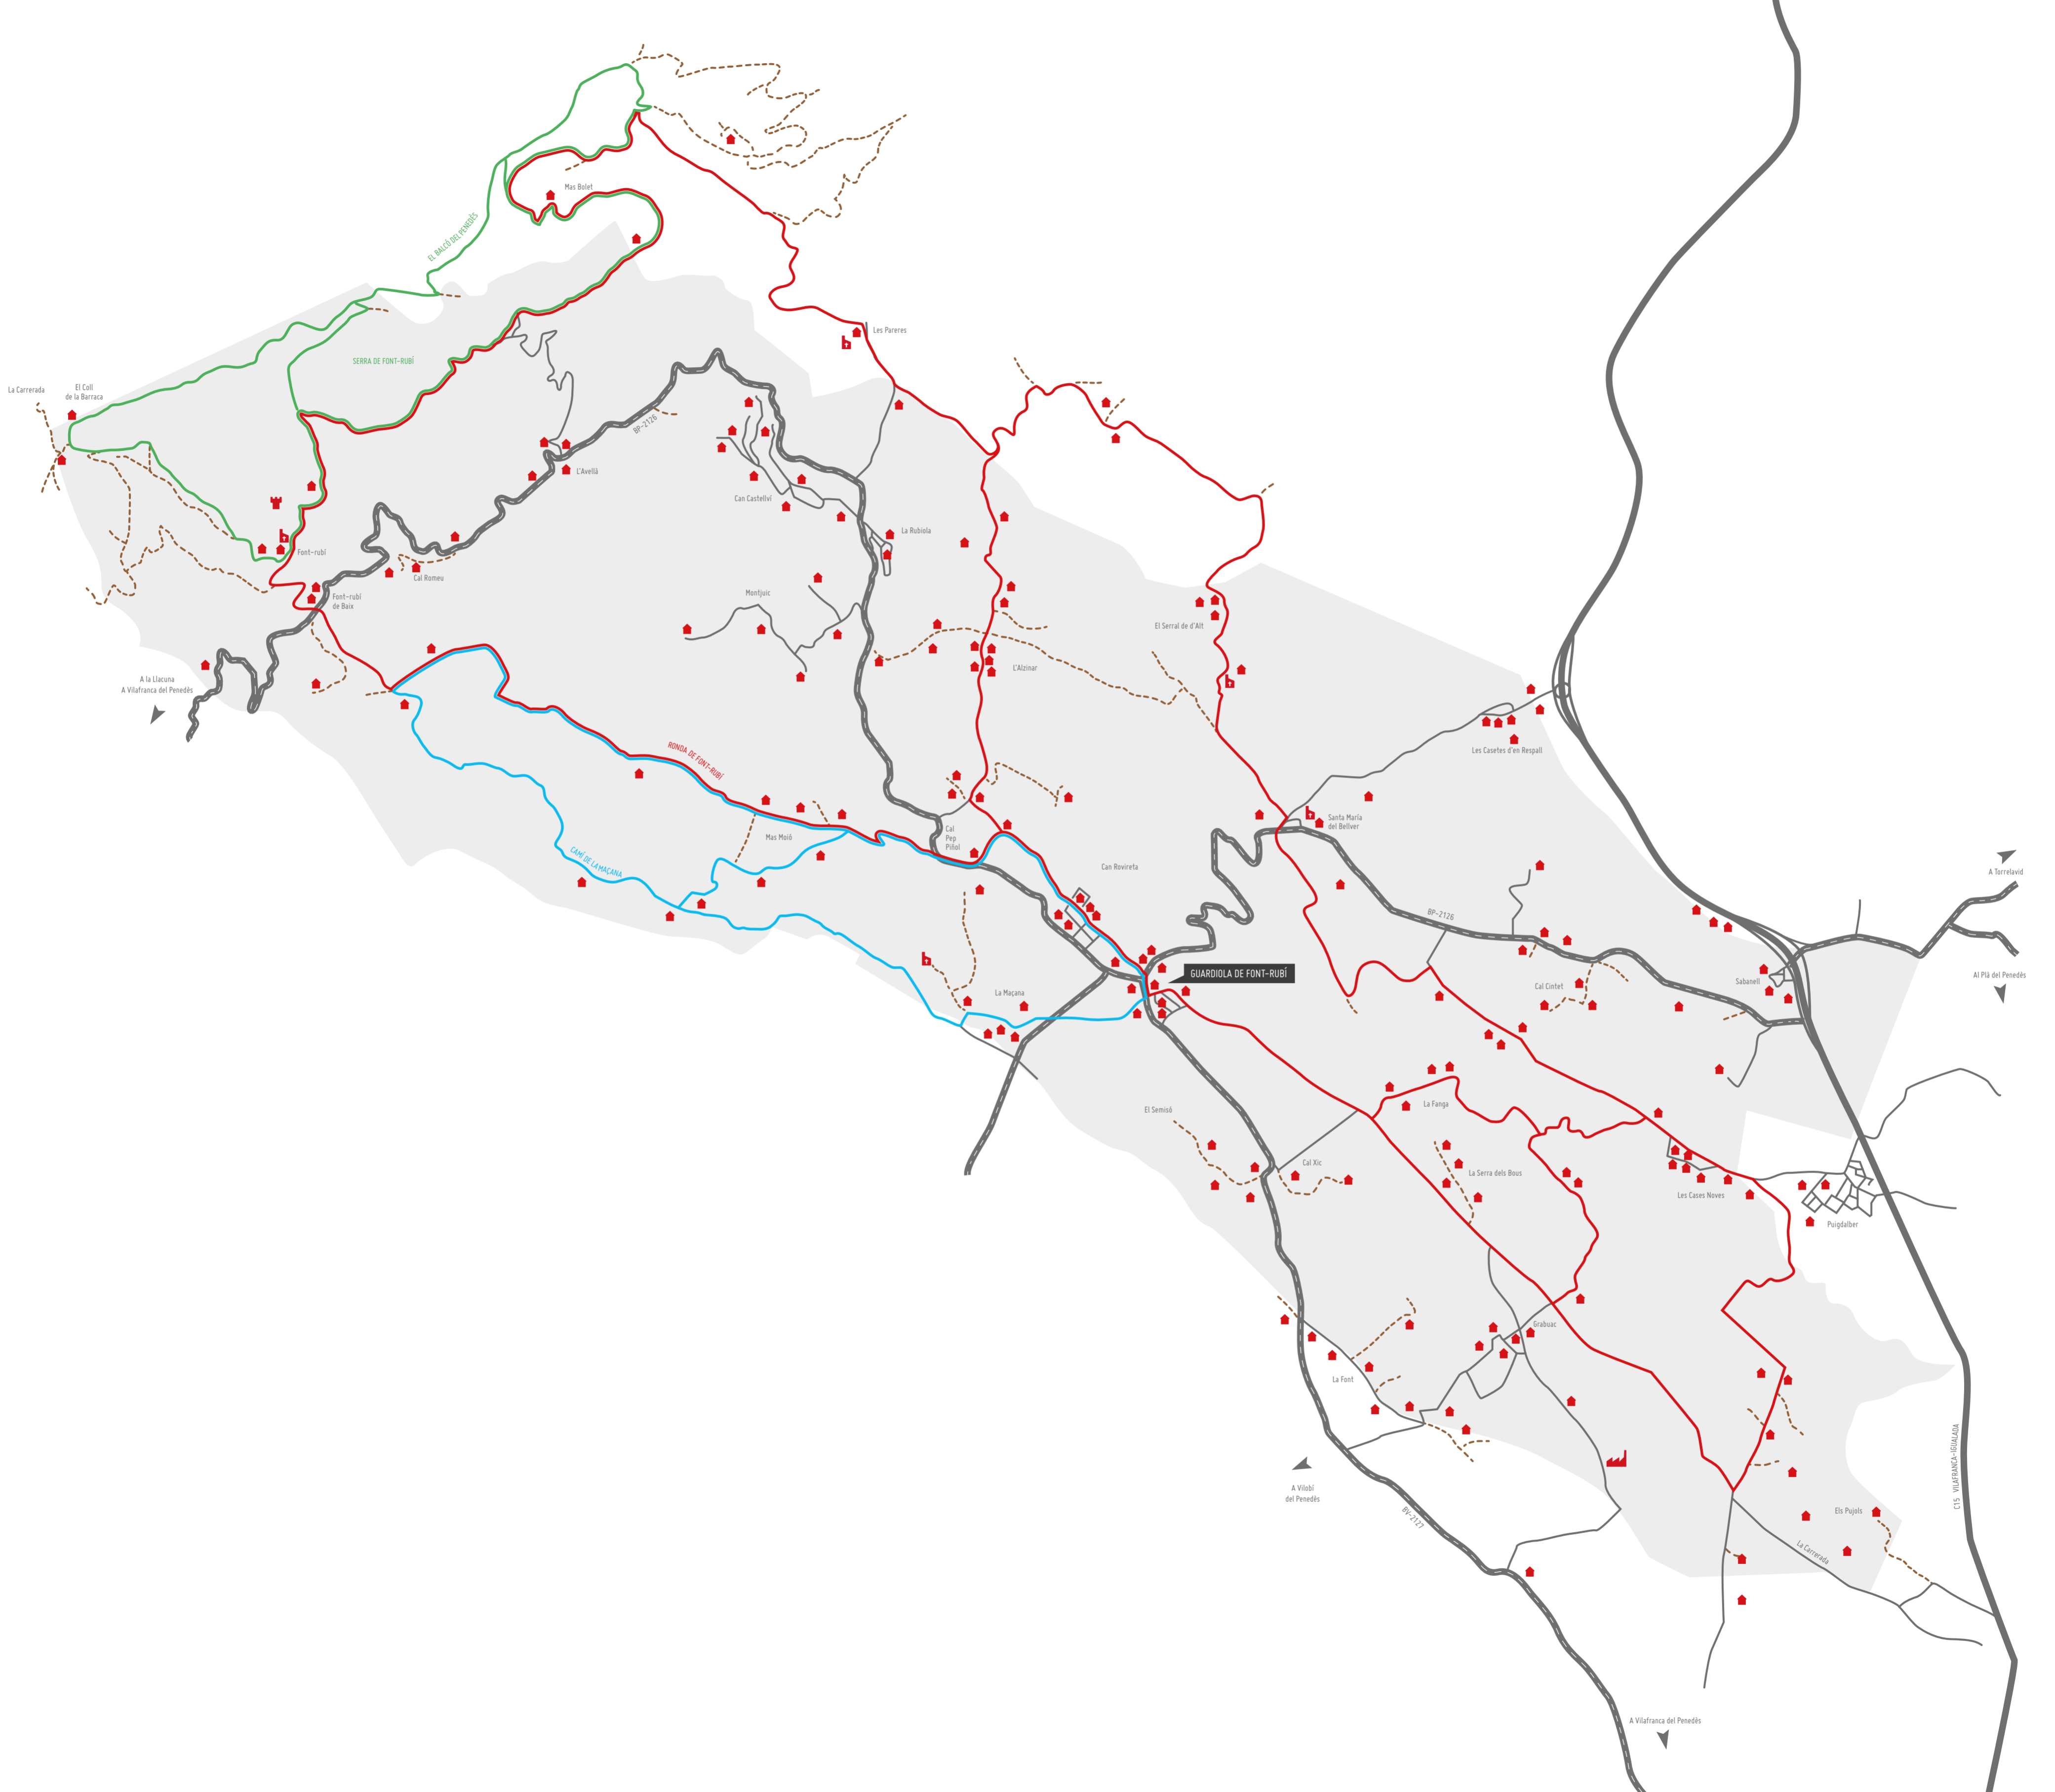 Mas Bolet
EL BALCÓ DEL PENEDÈS
Les Pareres
SERRA DE FONT-RUBÍ
La Carrerada
El Coll
de la Barraca
BP-2126
L'Avellà
Can Castellví
La Rubiola
Font-rubí
Cal Romeu
Font-rubí
de Baix
Montjuic
El Serral de d'Alt
L'Alzinar
A la Llacuna
A Vilafranca del Penedès
RONDA DE FONT-RUBÍ
Les Casetes d'en Respall
Santa María
del Bellver
Cal
Pep
Piñol
Mas Moió
CAMÍ DE LA MAÇANA
Can Rovireta
A Torrelavid
BP-2126
GUARDIOLA DE FONT-RUBÍ
Al Plà del Penedès
Sabanell
Cal Cintet
La Maçana
La Fanga
El Semisó
Cal Xic
La Serra dels Bous
Les Cases Noves
Puigdalber
Grabuac
La Font
C15 VILAFRANCA-IGUALADA
A Vilobí
del Penedès
BV-2127
Els Pujols
La Carrerada
A Vilafranca del Penedès